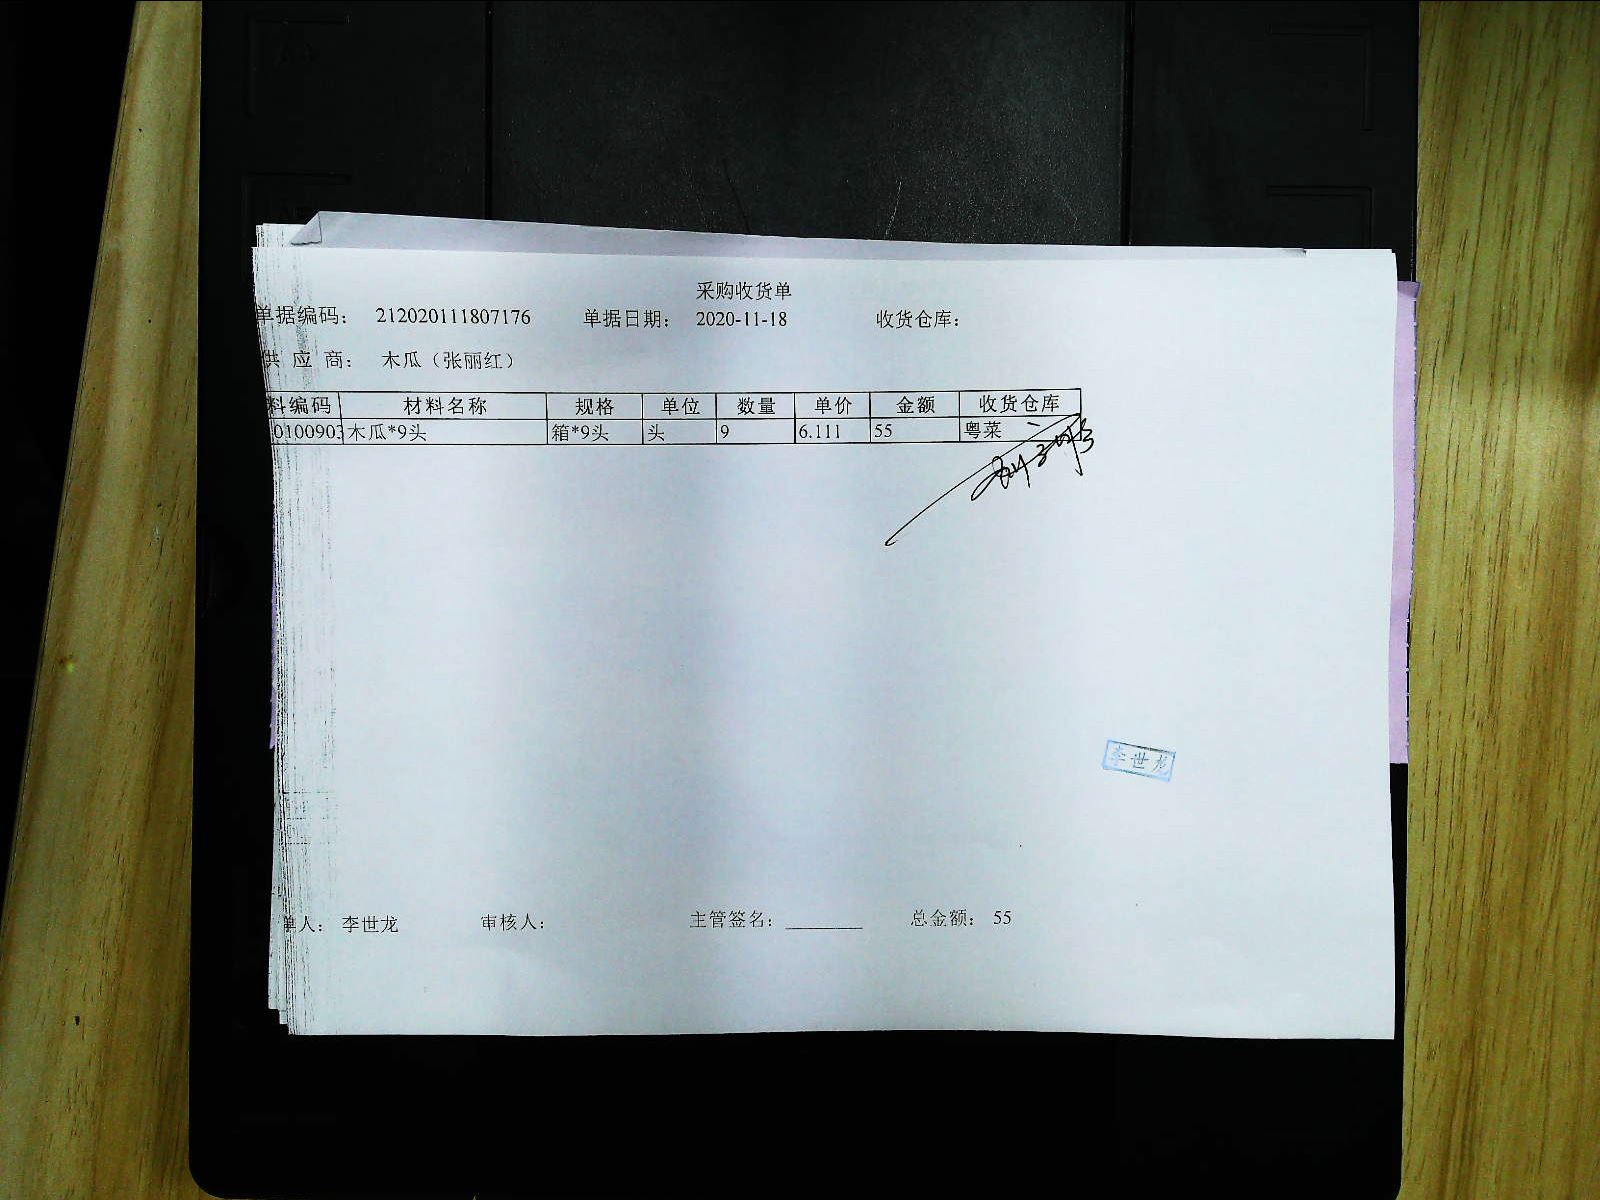 采购收货单
单据编码： 212020111807176 单据日期： 2020-11-18 收货仓库：
供 应 商： 木瓜（张丽红）
料编码 材料名称 规格 单位 数量 单价 金额 收货仓库
0100903 木瓜*9头 箱*9头 头 9 6.111 55 粤菜
李世龙
单人： 李世龙 审核人： 主管签名： ________ 总金额： 55